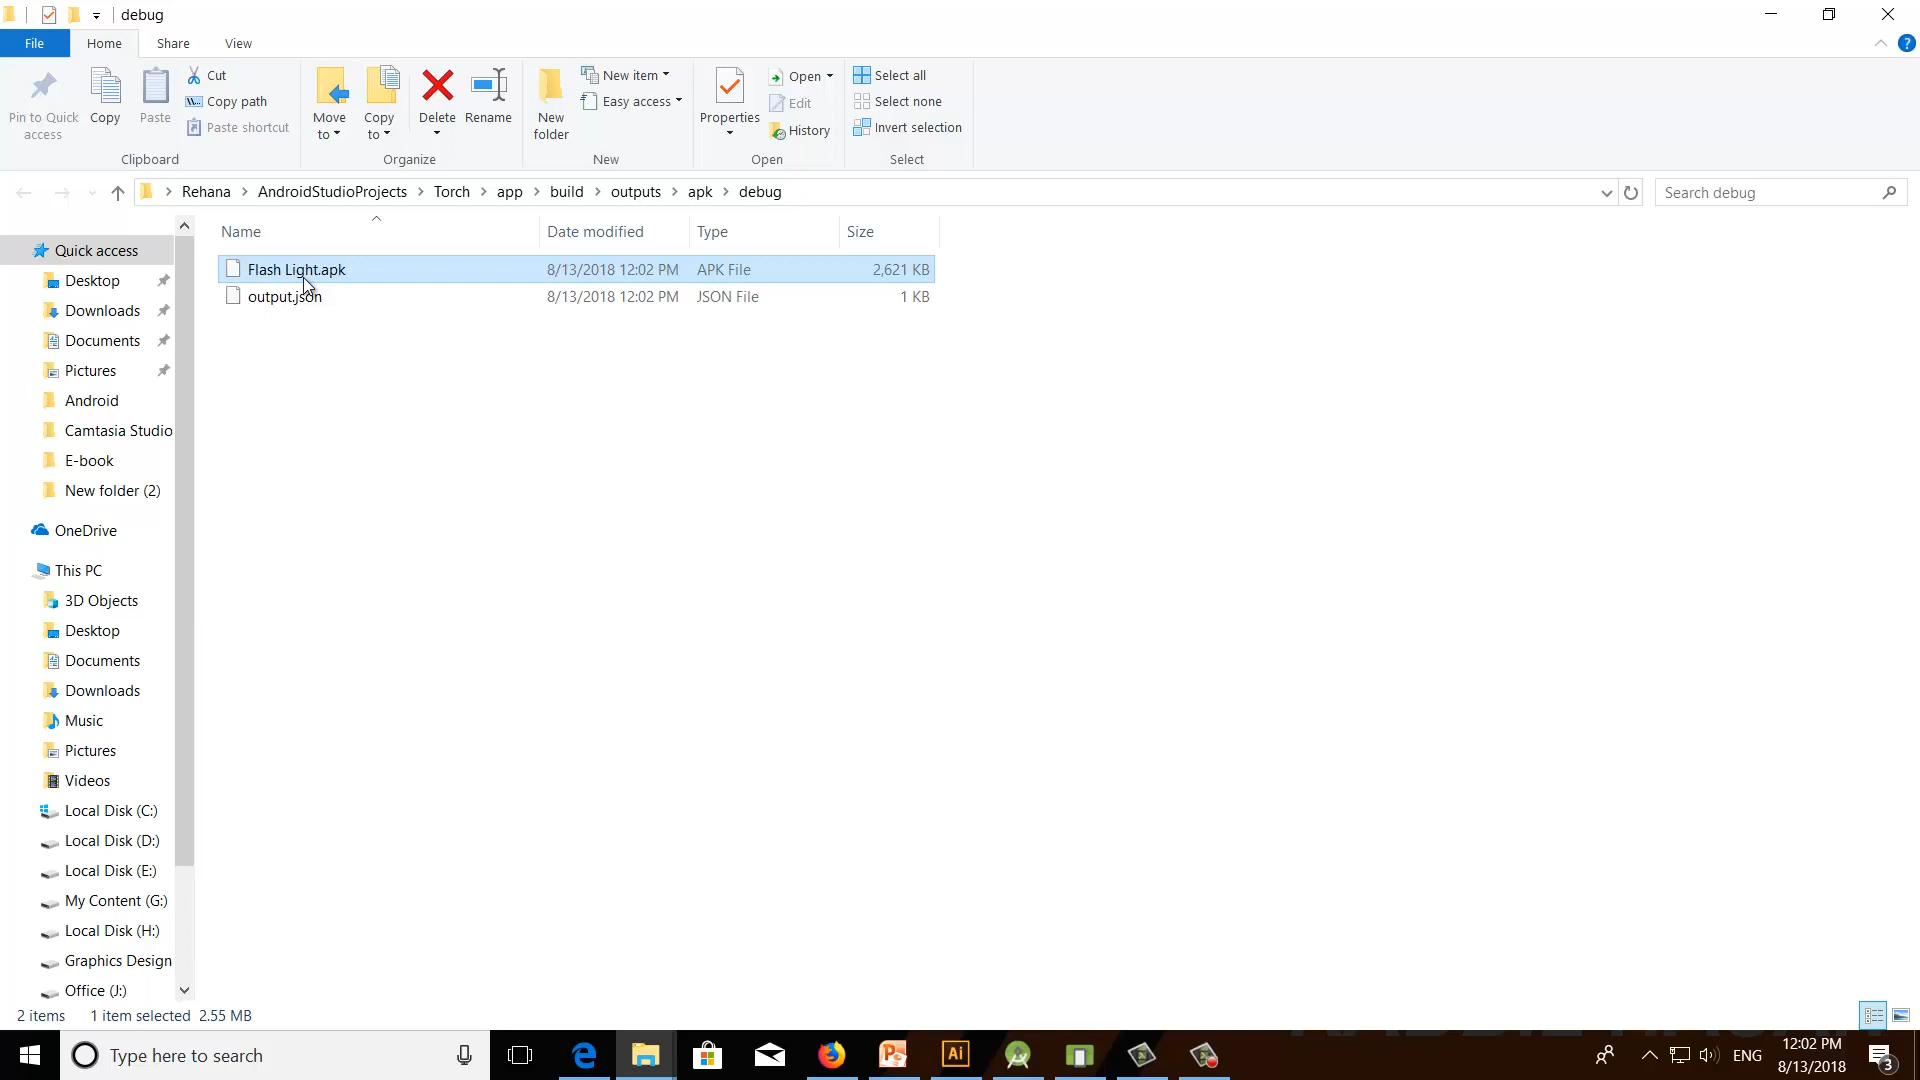 debug
File
Home
Share
View
Pin to Quick
access
Copy
Paste
Cut
Copy path
Paste shortcut
Clipboard
Move
to
Copy
to
Delete
Rename
Organize
New
folder
New item
Easy access
New
Properties
Open
Edit
History
Open
Select all
Select none
Invert selection
Select
Rehana > AndroidStudioProjects > Torch > app > build > outputs > apk > debug
Search debug
Name Date modified Type Size
Flash Light.apk 8/13/2018 12:02 PM APK File 2,621 KB
output.json 8/13/2018 12:02 PM JSON File 1 KB
Quick access
Desktop
Downloads
Documents
Pictures
Android
Camtasia Studio
E-book
New folder (2)
OneDrive
This PC
3D Objects
Desktop
Documents
Downloads
Music
Pictures
Videos
Local Disk (C:)
Local Disk (D:)
Local Disk (E:)
My Content (G:)
Local Disk (H:)
Graphics Design
Office (J:)
2 items 1 item selected 2.55 MB
Type here to search
ENG
12:02 PM
8/13/2018
3